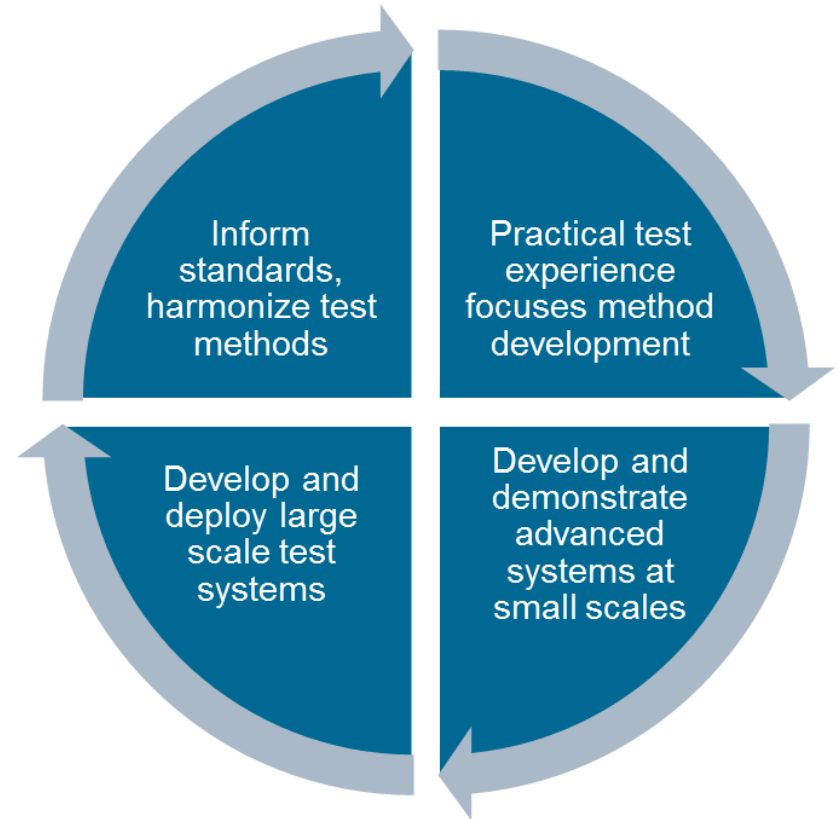 Inform
standards,
harmonize test
methods
Practical test
experience
focuses method
development
Develop and
deploy large
scale test
systems
Develop and
demonstrate
advanced
systems at
small scales